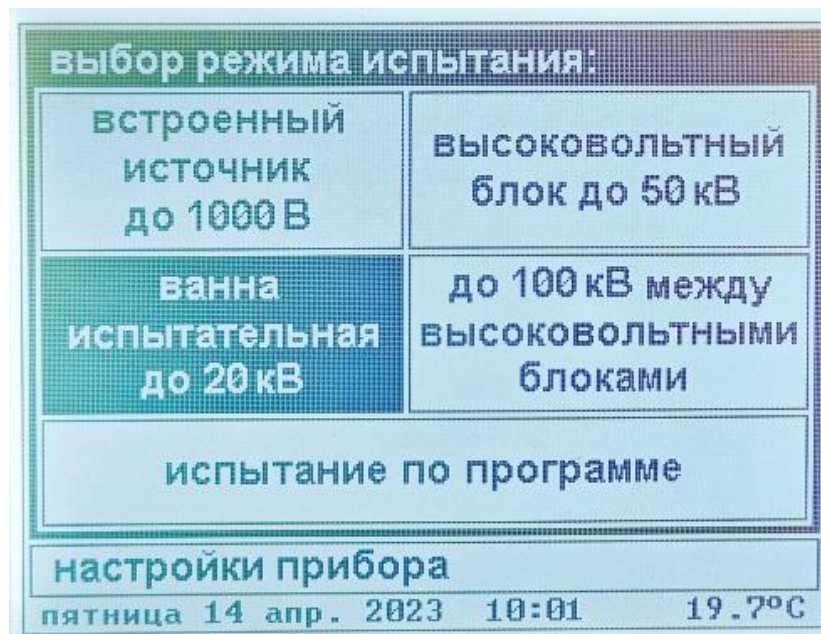 выбор режима испытания:
встроенный
источник
до 1000 В
высоковольтный
блок до 50 кВ
ванна
испытательная
до 20 кВ
до 100 кВ между
высоковольтными
блоками
испытание по программе
настройки прибора
пятница 14 апр. 2023 10:01 19.7°C